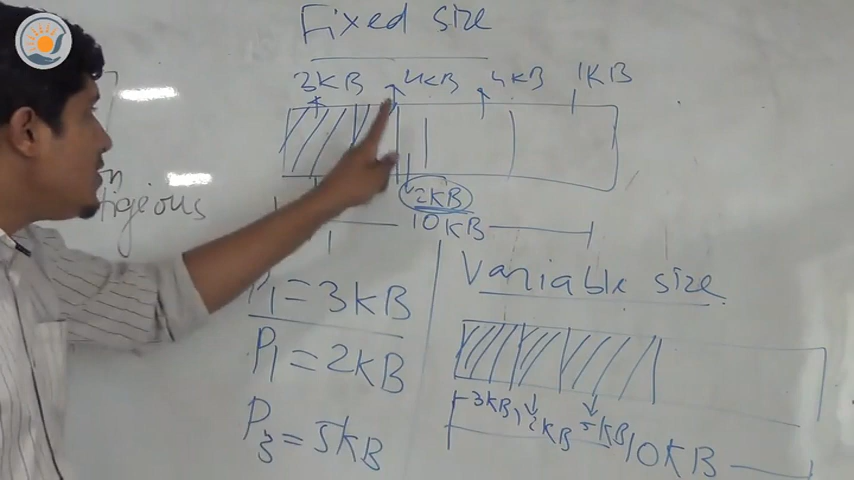 Fixed size
3KB 4KB 4KB 1KB
2KB
10KB
tigeous
P1 = 3KB
P1 = 2KB
P3 = 5KB
Variable size
3KB, 2KB 5KB
10KB